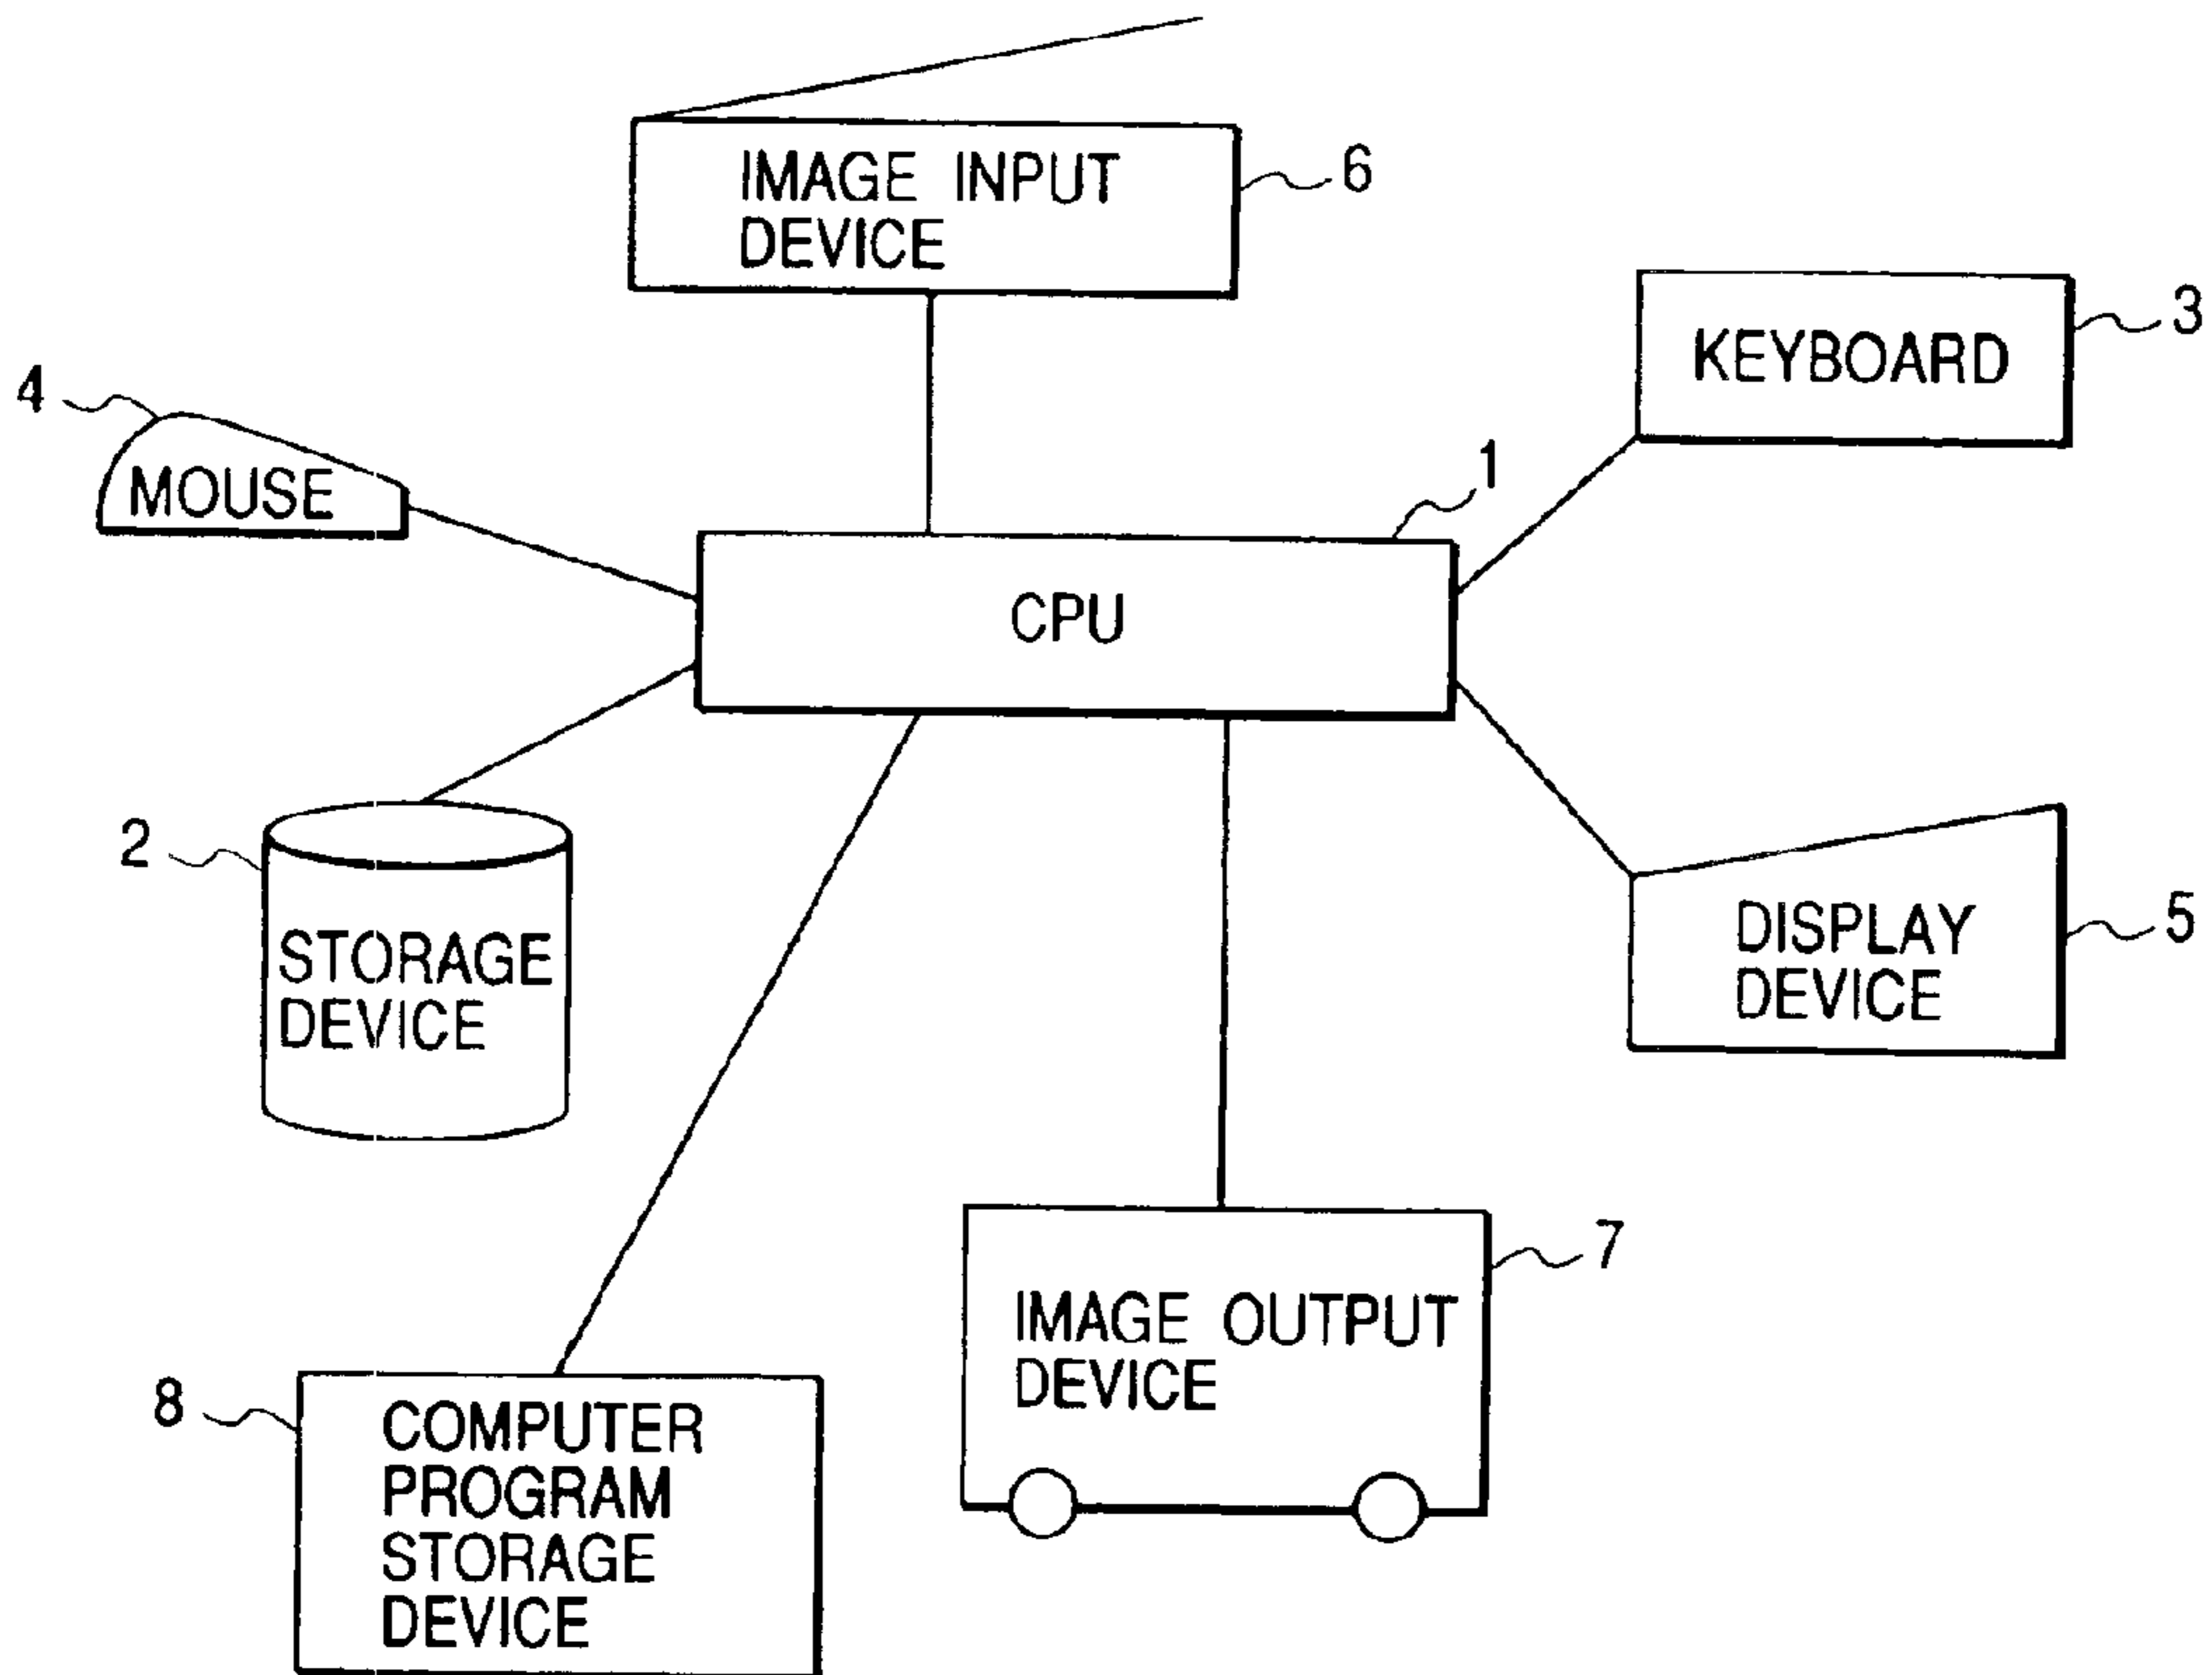 IMAGE INPUT
DEVICE
6
KEYBOARD
3
4
MOUSE
1
CPU
2
STORAGE
DEVICE
DISPLAY
DEVICE
5
IMAGE OUTPUT
DEVICE
7
8
COMPUTER
PROGRAM
STORAGE
DEVICE